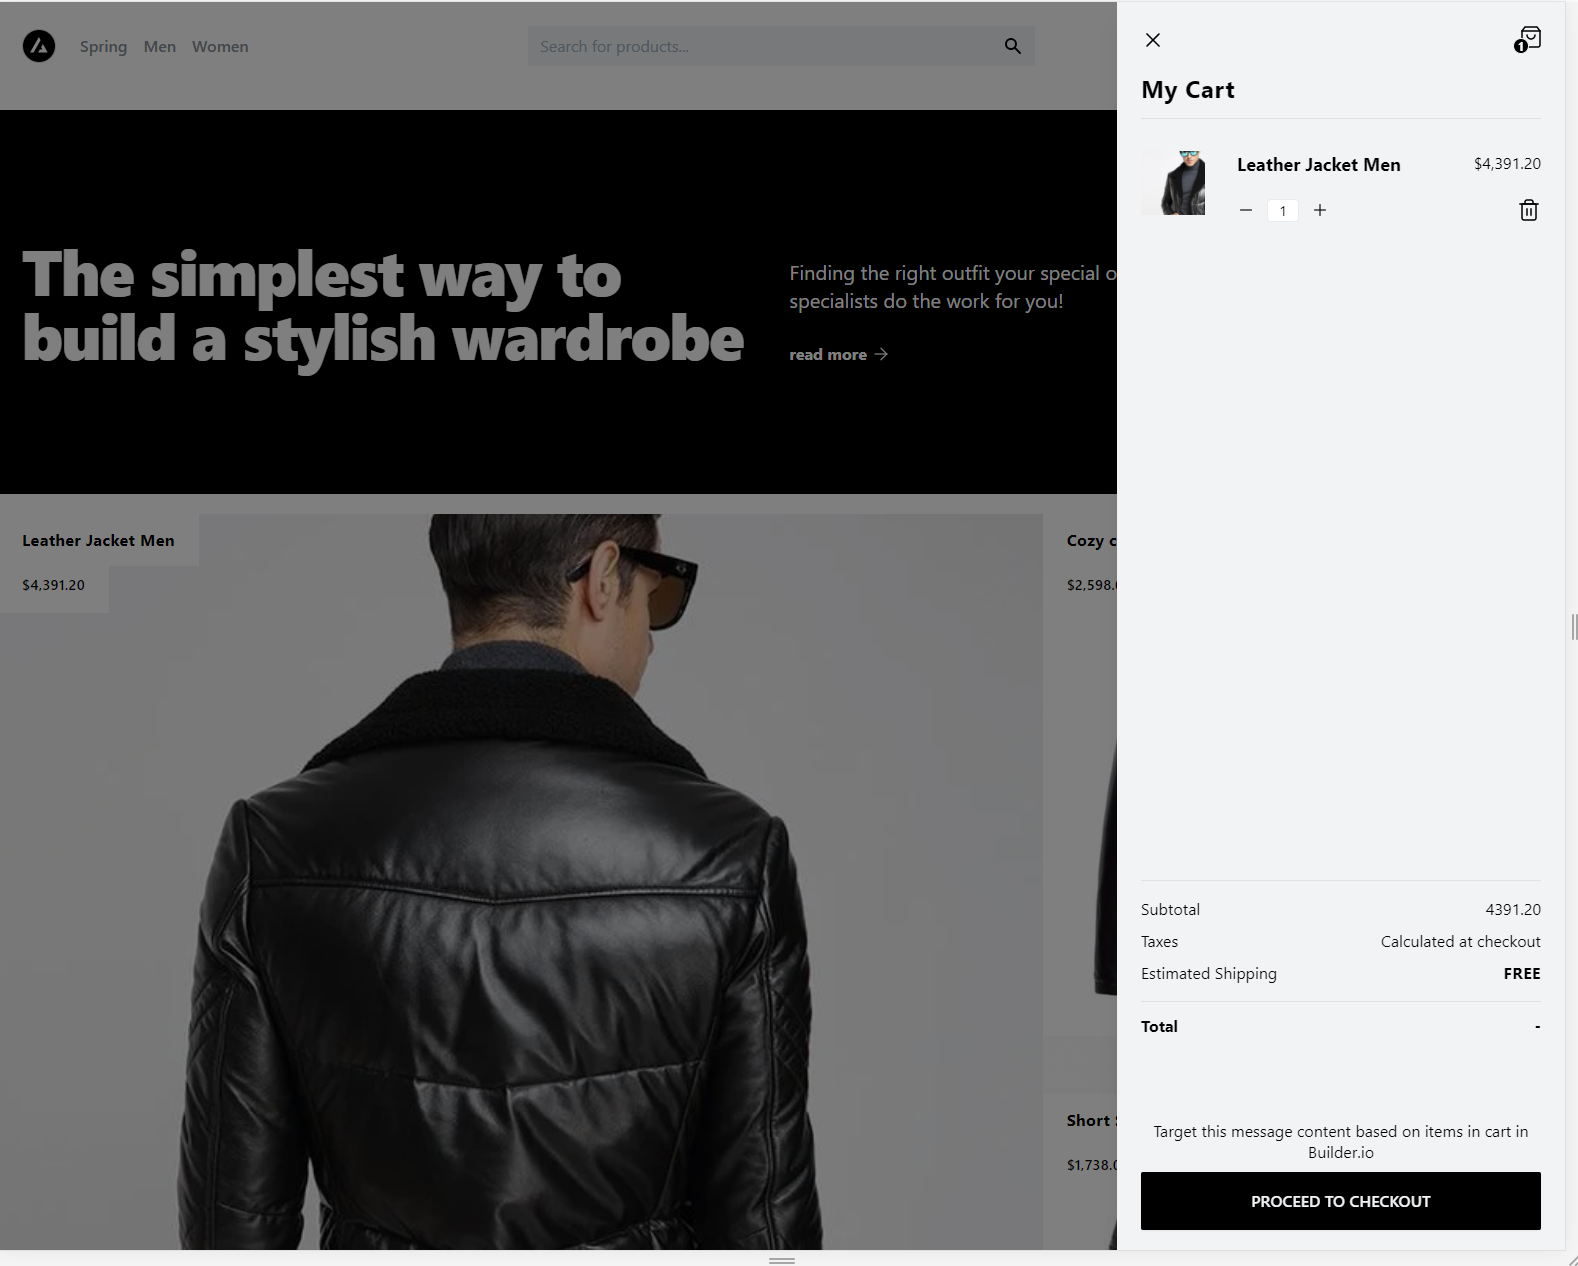 Spring Men Women
Search for products...
The simplest way to
build a stylish wardrobe
Finding the right outfit your special o
specialists do the work for you!
read more
Leather Jacket Men
$4,391.20
Cozy c
$2,598.
Short
$1,738.
1
My Cart
Leather Jacket Men $4,391.20
1
Subtotal 4391.20
Taxes Calculated at checkout
Estimated Shipping FREE
Total -
Target this message content based on items in cart in
Builder.io
PROCEED TO CHECKOUT